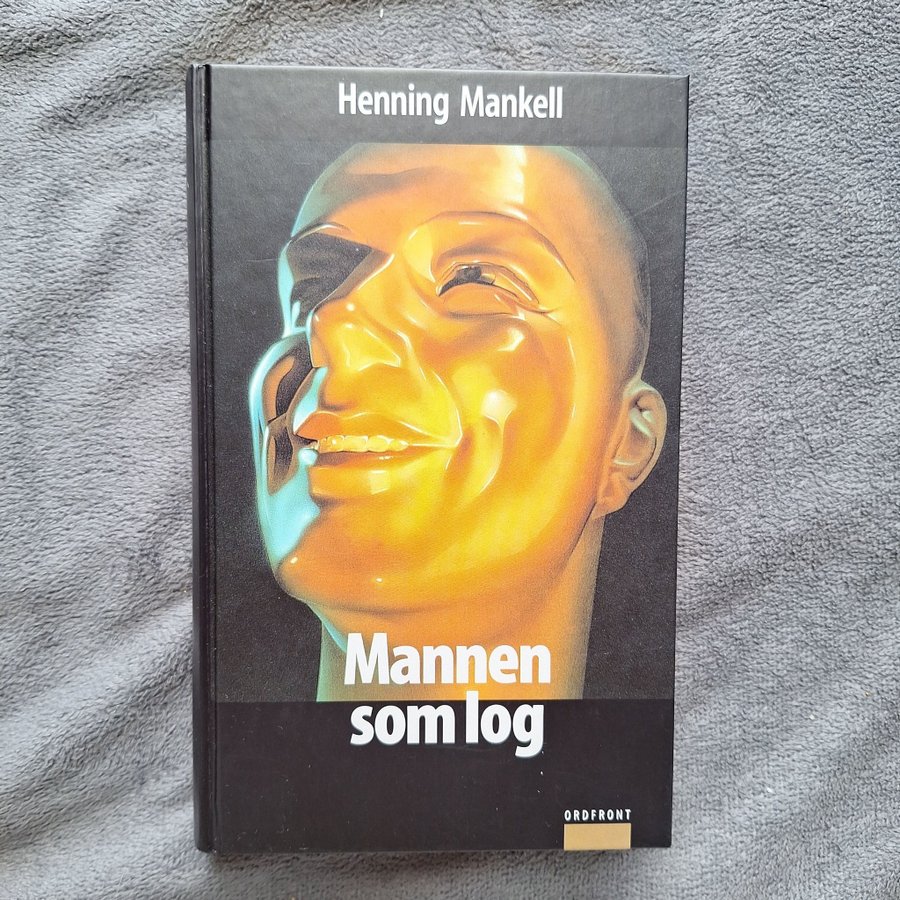 Henning Mankell
Mannen
som log
ORDFRONT